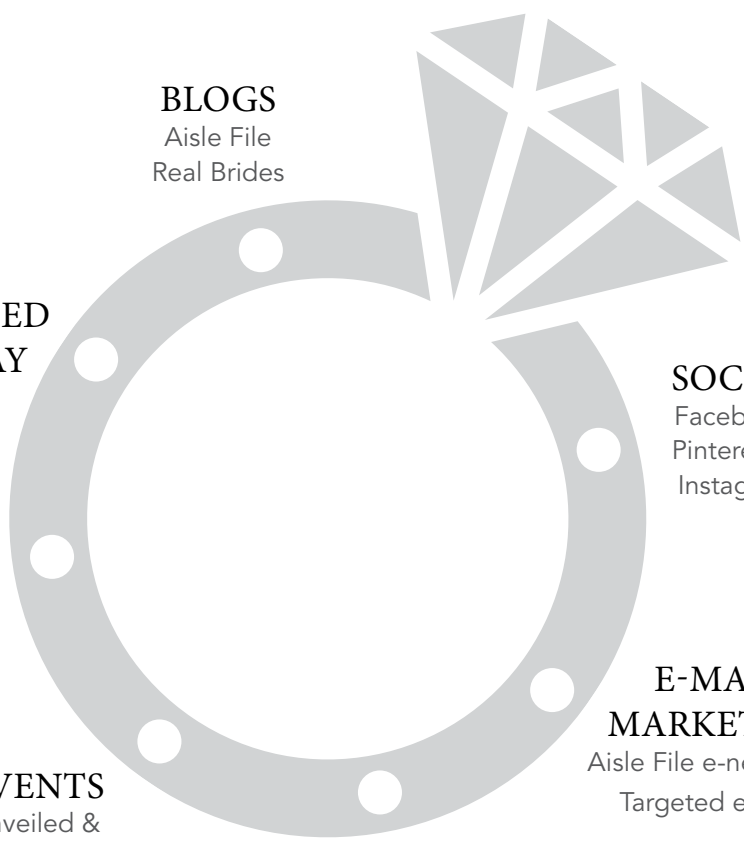 BLOGS
Aisle File
Real Brides
ED
AY
SOC
Faceb
Pintere
Instag
E-MA
MARKET
Aisle File e-ne
Targeted e
VENTS
veiled &